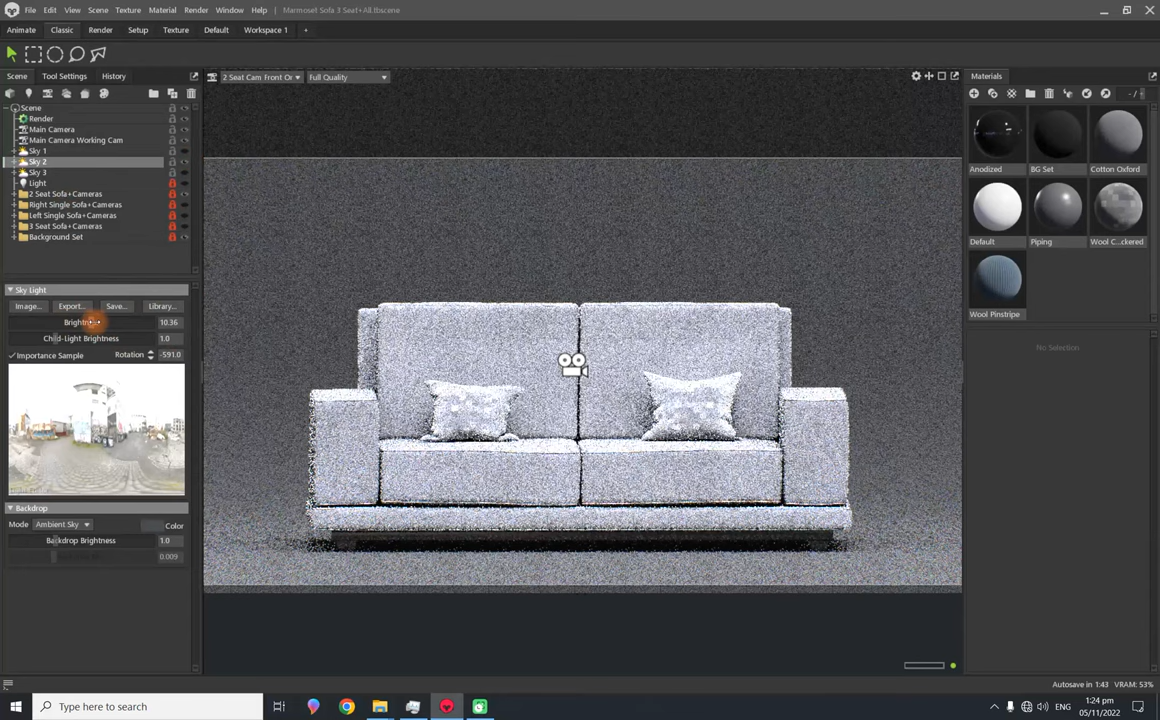 File Edit View Scene Texture Material Render Window Help Marmoset Sofa 3 Seat+All.tbscene
Animate Classic Render Setup Texture Default Workspace 1 +
Scene Tool Settings History
2 Seat Cam Front Or Full Quality
Materials
Scene
Render
Main Camera
Main Camera Working Cam
Sky 1
Sky 2
Sky 3
Light
2 Seat Sofa+Cameras
Right Single Sofa+Cameras
Left Single Sofa+Cameras
3 Seat Sofa+Cameras
Background Set
Anodized BG Set Cotton Oxford
Default Piping Wool C...ckered
Wool Pinstripe
Sky Light
Image... Export... Save... Library...
10.36
Child-Light Brightness 1.0
Importance Sample Rotation -591.0
Backdrop
Mode Ambient Sky Color
Backdrop Brightness 1.0
0.009
No Selection
Autosave in 1:43 VRAM: 53%
Type here to search
ENG
1:24 pm
05/11/2022